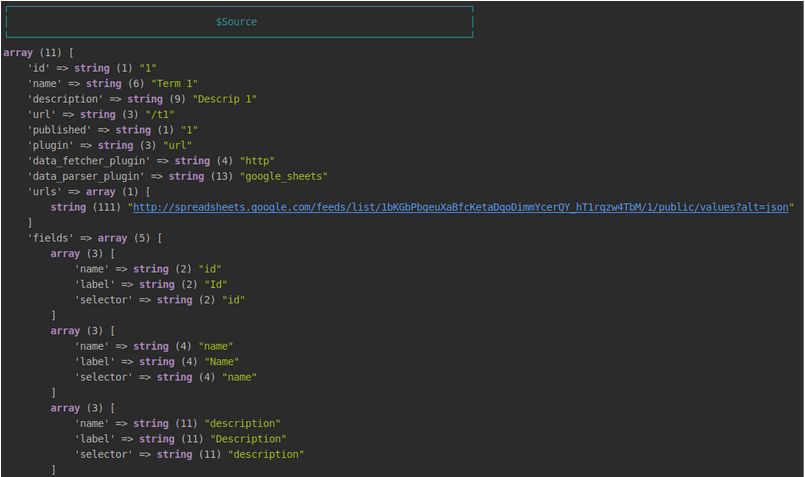 $Source
array (11) [
    'id' => string (1) "1"
    'name' => string (6) "Term 1"
    'description' => string (9) "Descrip 1"
    'url' => string (3) "/t1"
    'published' => string (1) "1"
    'plugin' => string (3) "url"
    'data_fetcher_plugin' => string (4) "http"
    'data_parser_plugin' => string (13) "google_sheets"
    'urls' => array (1) [
        string (111) "http://spreadsheets.google.com/feeds/list/1bKGbPbqeuXaBfcKetaDqoDimmYcerQY_hT1rqzw4TbM/1/public/values?alt=json"
    ]
    'fields' => array (5) [
        array (3) [
            'name' => string (2) "id"
            'label' => string (2) "Id"
            'selector' => string (2) "id"
        ]
        array (3) [
            'name' => string (4) "name"
            'label' => string (4) "Name"
            'selector' => string (4) "name"
        ]
        array (3) [
            'name' => string (11) "description"
            'label' => string (11) "Description"
            'selector' => string (11) "description"
        ]